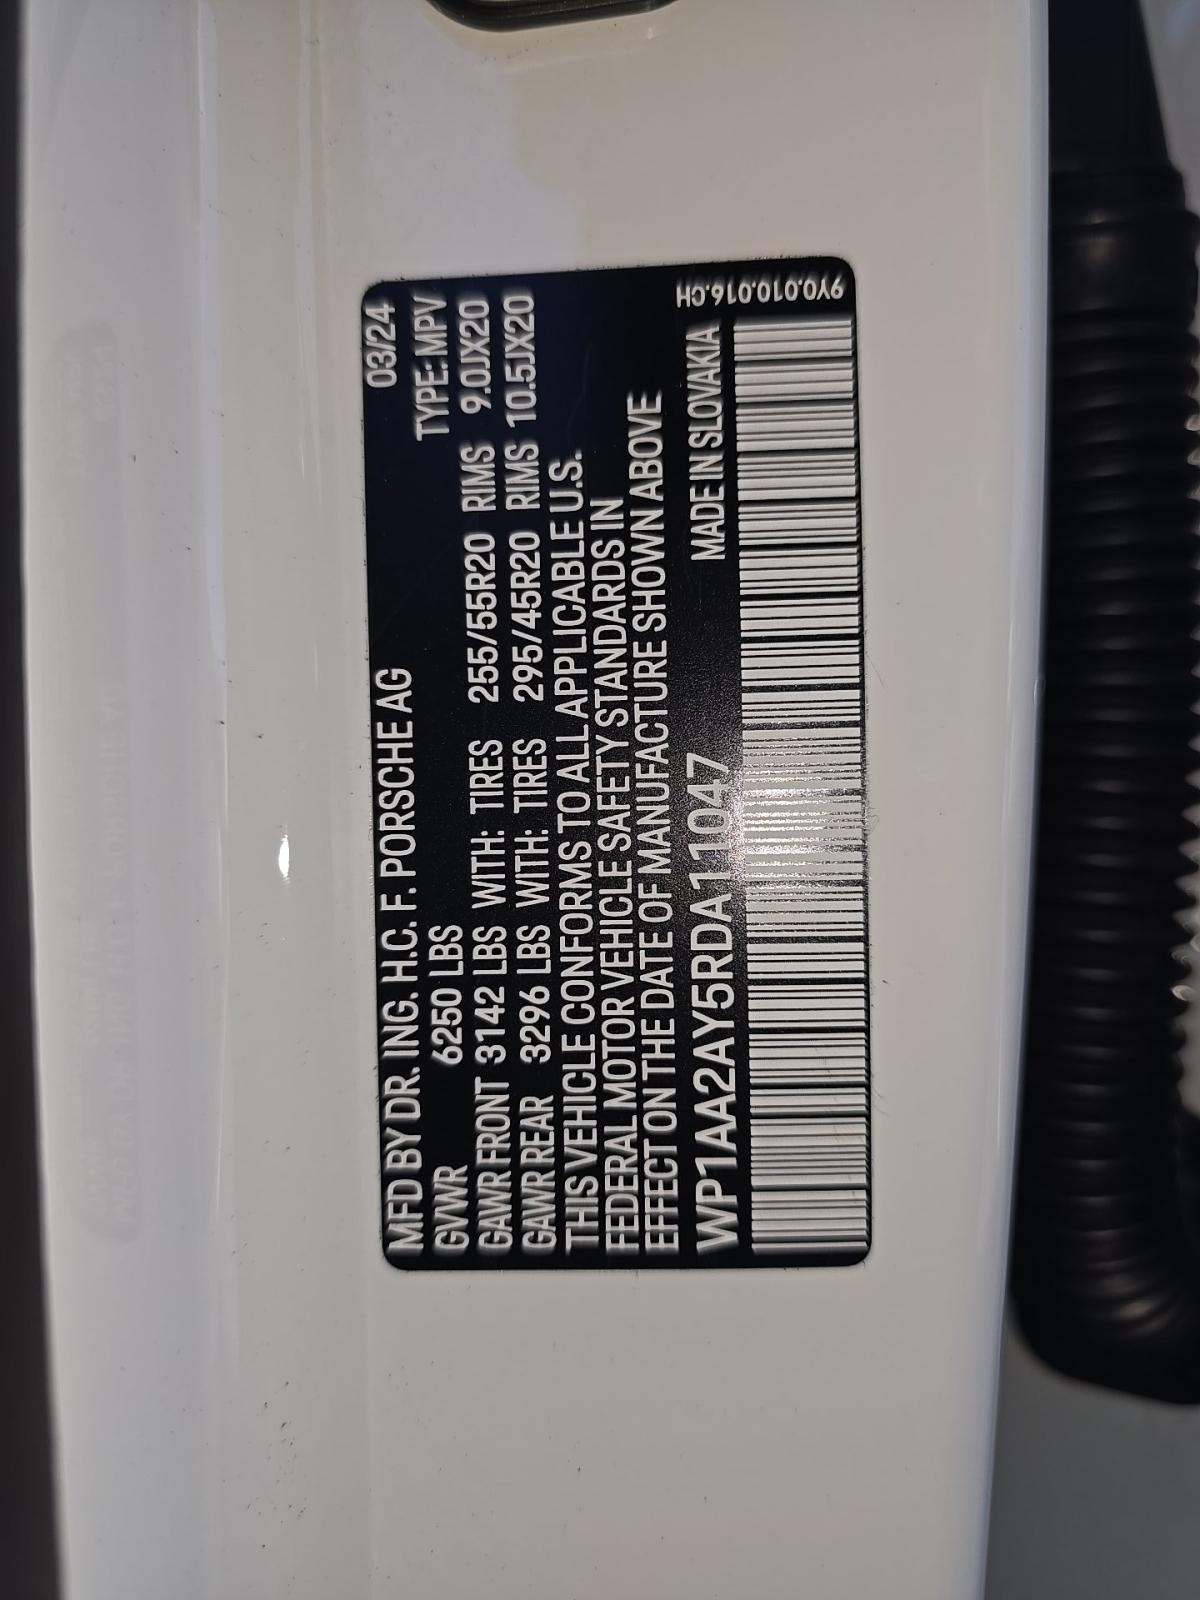 MFD BY DR. ING. H.C. F. PORSCHE AG 03/24
GVWR 6250 LBS TYPE: MPV
GAWR FRONT 3142 LBS WITH: TIRES 255/55R20 RIMS 9.0JX20
GAWR REAR 3296 LBS WITH: TIRES 295/45R20 RIMS 10.5JX20
THIS VEHICLE CONFORMS TO ALL APPLICABLE U.S.
FEDERAL MOTOR VEHICLE SAFETY STANDARDS IN
EFFECT ON THE DATE OF MANUFACTURE SHOWN ABOVE
WP1AA2AY5RDA11047 MADE IN SLOVAKIA
9Y0.010.016.CH